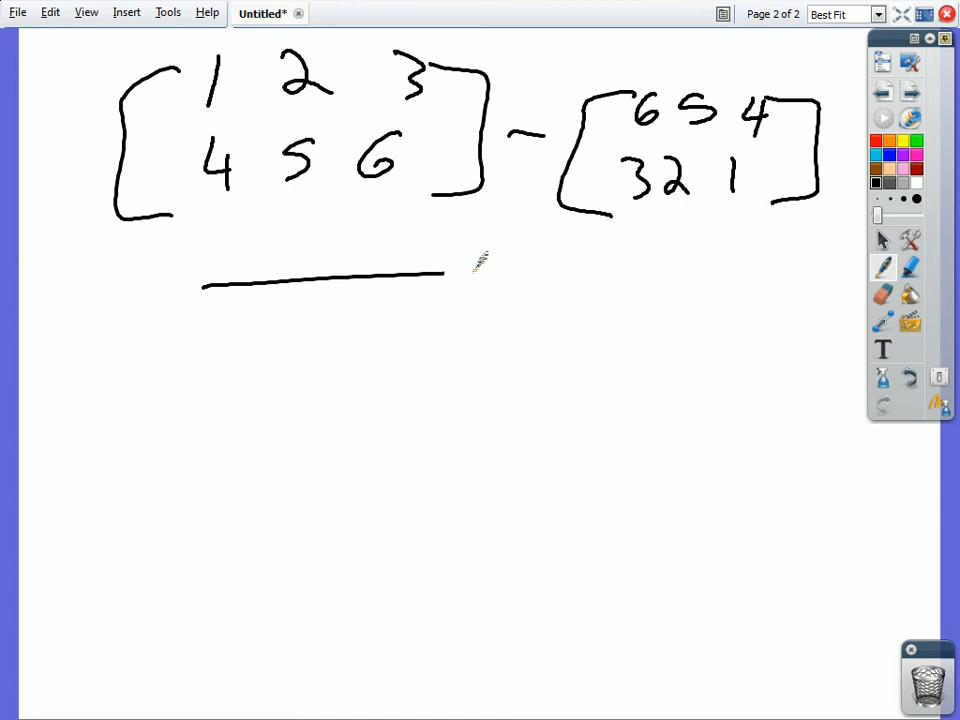 File Edit View Insert Tools Help Untitled* Page 2 of 2 Best Fit
1 2 3 - 6 5 4
4 5 6 3 2 1
T